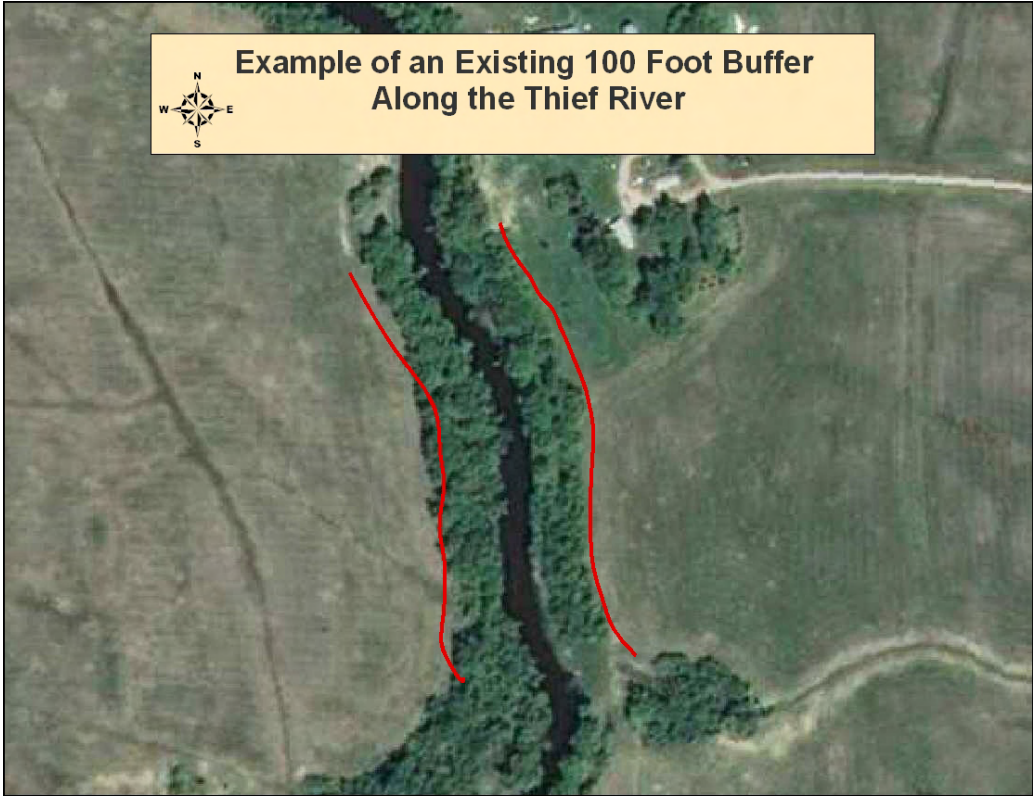 Example of an Existing 100 Foot Buffer
Along the Thief River
N
W E
S